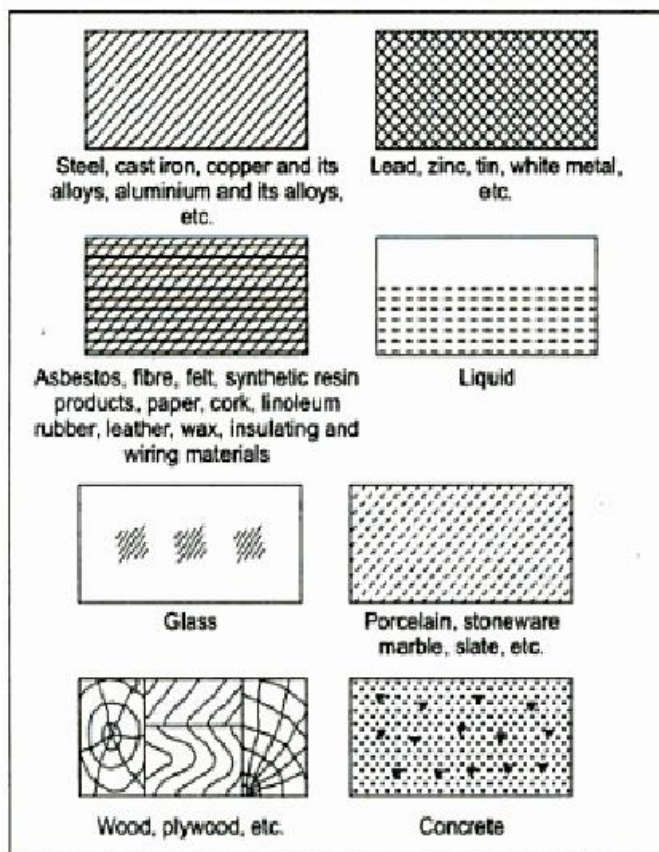 Steel, cast iron, copper and its
alloys, aluminium and its alloys,
etc.
Lead, zinc, tin, white metal,
etc.
Asbestos, fibre, felt, synthetic resin
products, paper, cork, linoleum
rubber, leather, wax, insulating and
wiring materials
Liquid
Glass
Porcelain, stoneware
marble, slate, etc.
Wood, plywood, etc.
Concrete